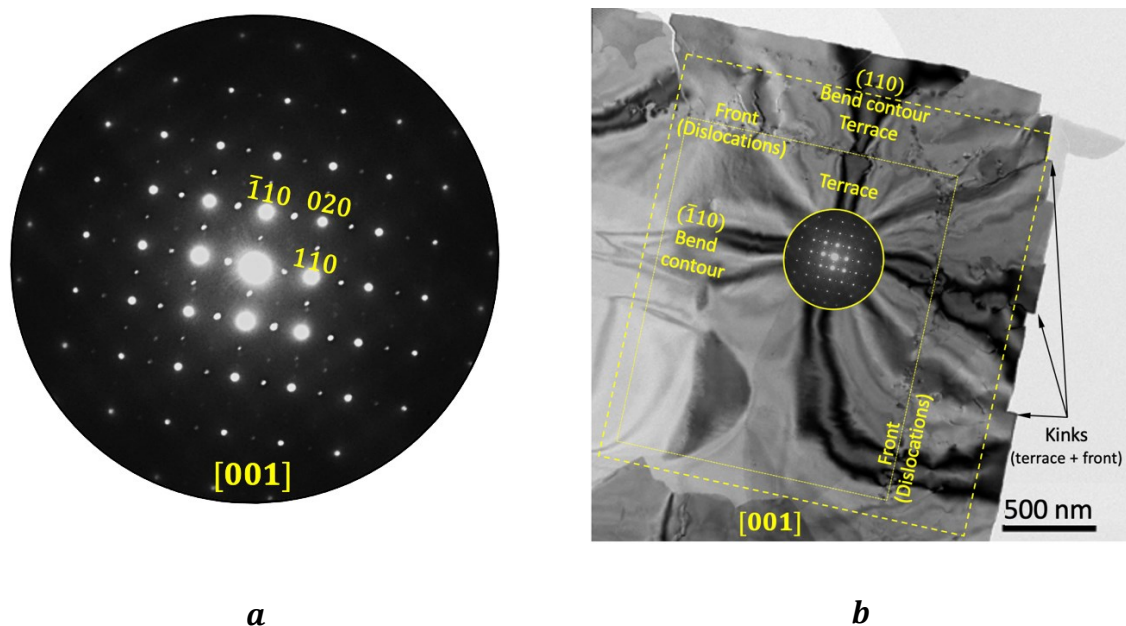 1̅10 020
110
[001]
a
(110)
Bend contour
Terrace
Front
(Dislocations)
Terrace
(1̅10)
Bend
contour
Front
(Dislocations)
Kinks
(terrace + front)
[001]
500 nm
b